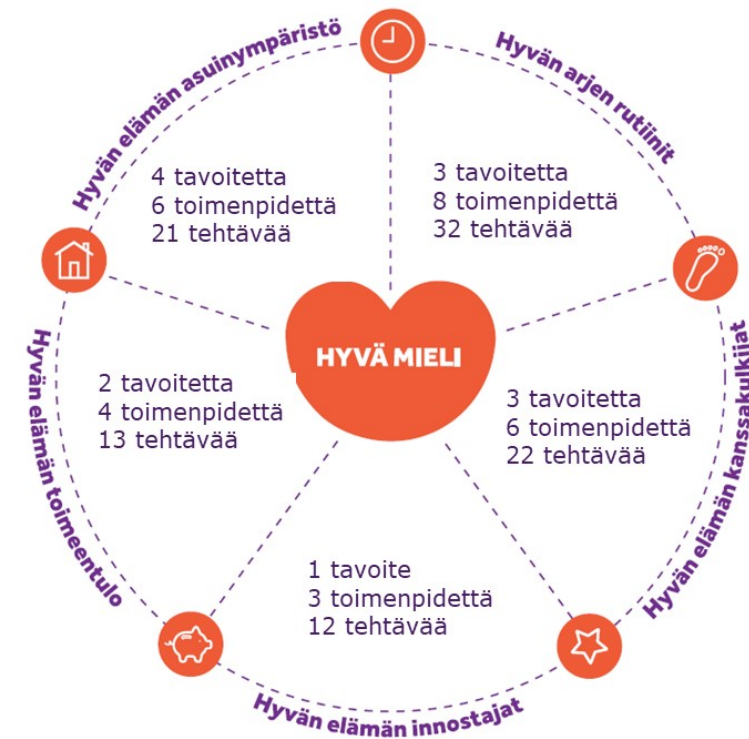 Hyvän elämän asuinympäristö
Hyvän arjen rutiinit
4 tavoitetta
6 toimenpidettä
21 tehtävää
3 tavoitetta
8 toimenpidettä
32 tehtävää
HYVÄ MIELI
Hyvän elämän toimeentulo
2 tavoitetta
4 toimenpidettä
13 tehtävää
3 tavoitetta
6 toimenpidettä
22 tehtävää
Hyvän elämän kanssakulkijat
1 tavoite
3 toimenpidettä
12 tehtävää
Hyvän elämän innostajat